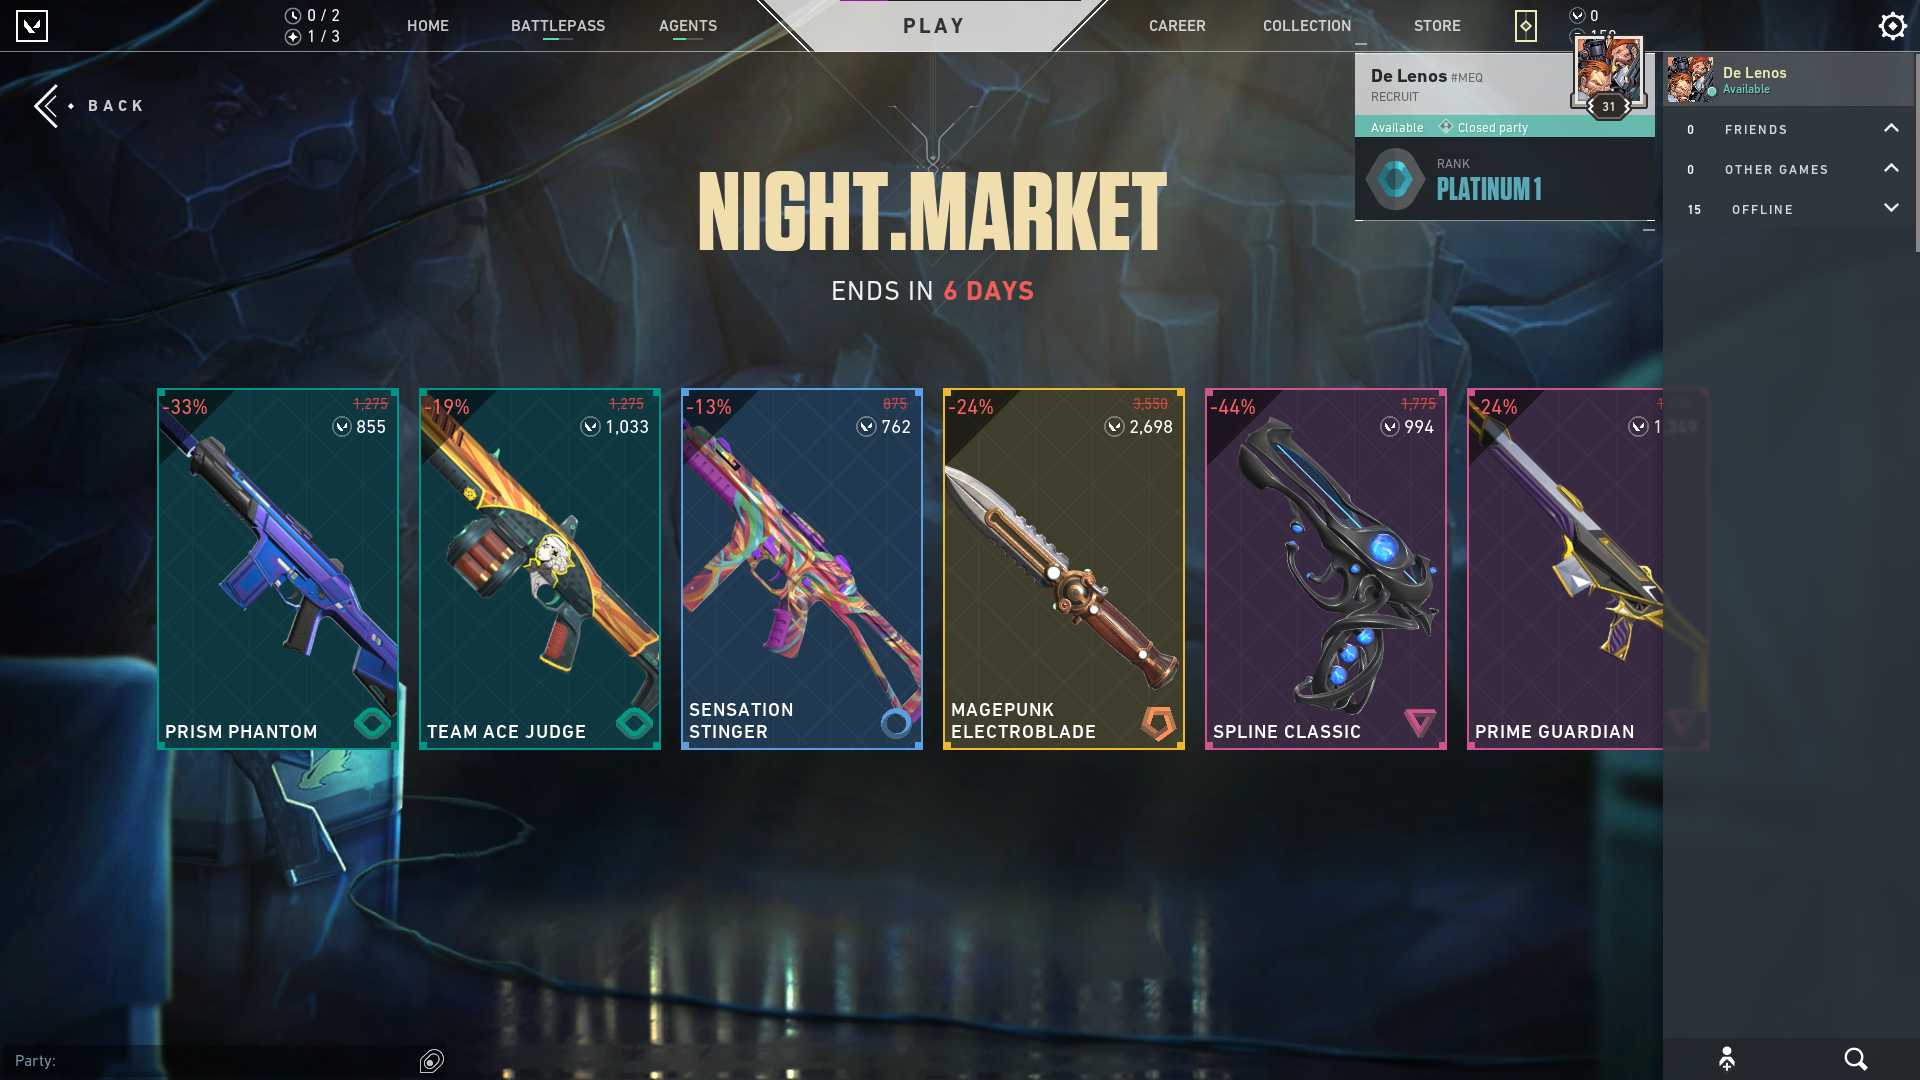 0 / 2
1 / 3
HOME
BATTLEPASS
AGENTS
PLAY
CAREER
COLLECTION
STORE
0
BACK
De Lenos #MEQ
RECRUIT
31
Available
Closed party
RANK
PLATINUM 1
De Lenos
Available
0 FRIENDS
0 OTHER GAMES
15 OFFLINE
NIGHT.MARKET
ENDS IN 6 DAYS
-33%
1,275
855
PRISM PHANTOM
-19%
1,275
1,033
TEAM ACE JUDGE
-13%
875
762
SENSATION
STINGER
-24%
3,550
2,698
MAGEPUNK
ELECTROBLADE
-44%
1,775
994
SPLINE CLASSIC
-24%
1,349
PRIME GUARDIAN
Party: